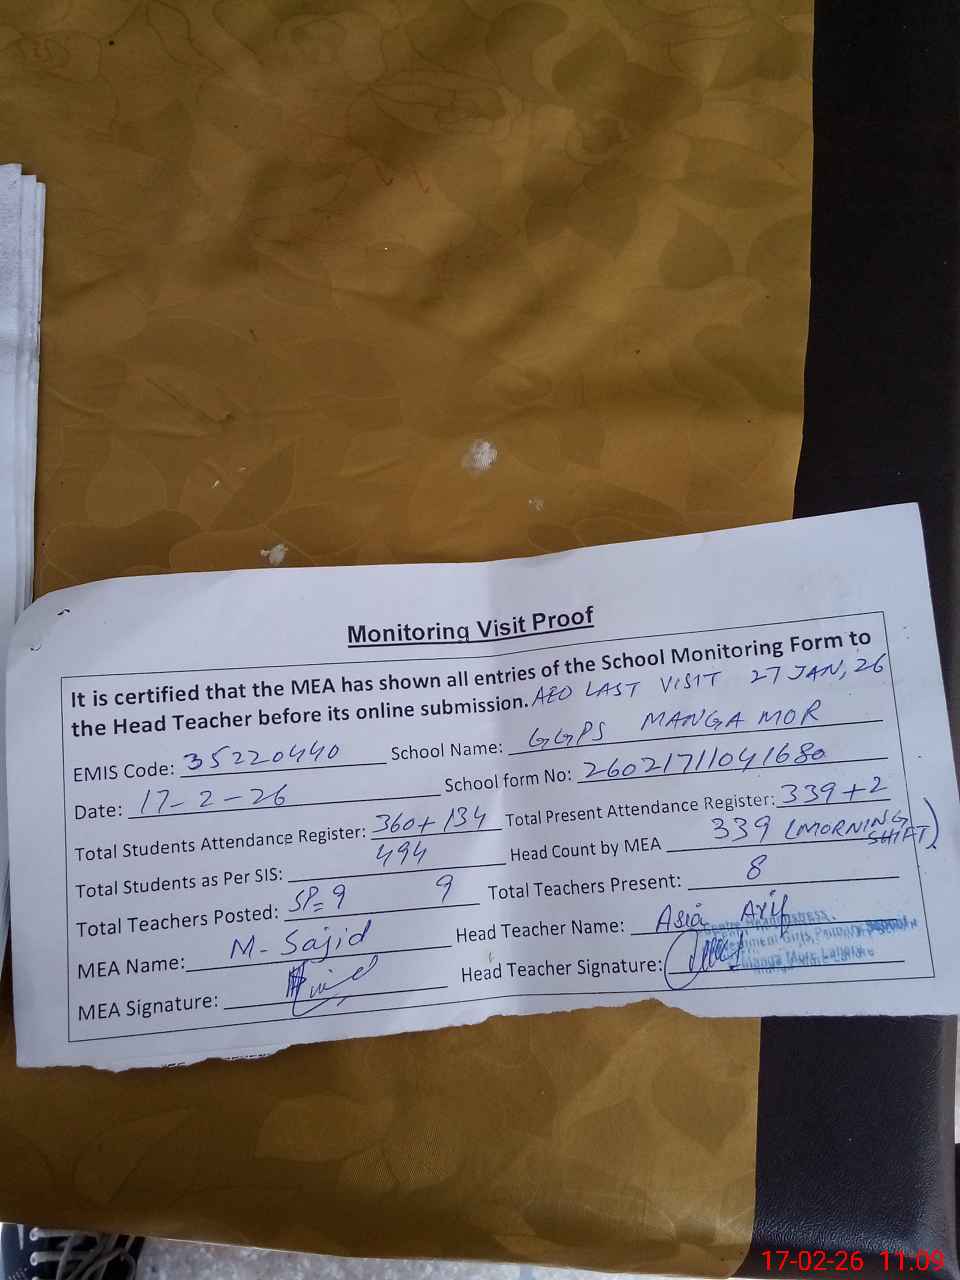 Monitoring Visit Proof
It is certified that the MEA has shown all entries of the School Monitoring Form to
the Head Teacher before its online submission. AEO LAST VISIT 27 JAN, 26
EMIS Code: 35220440 School Name: GGPS MANGA MOR
Date: 17-2-26 School form No: 26021711041680
Total Students Attendance Register: 360+134 Total Present Attendance Register: 339+2
Total Students as Per SIS: 494 Head Count by MEA 339 (MORNING SHIFT)
Total Teachers Posted: SP=9 9 Total Teachers Present: 8
MEA Name: M-Sajid Head Teacher Name: Asia Arif
MEA Signature: Head Teacher Signature:
17-02-26 11.09